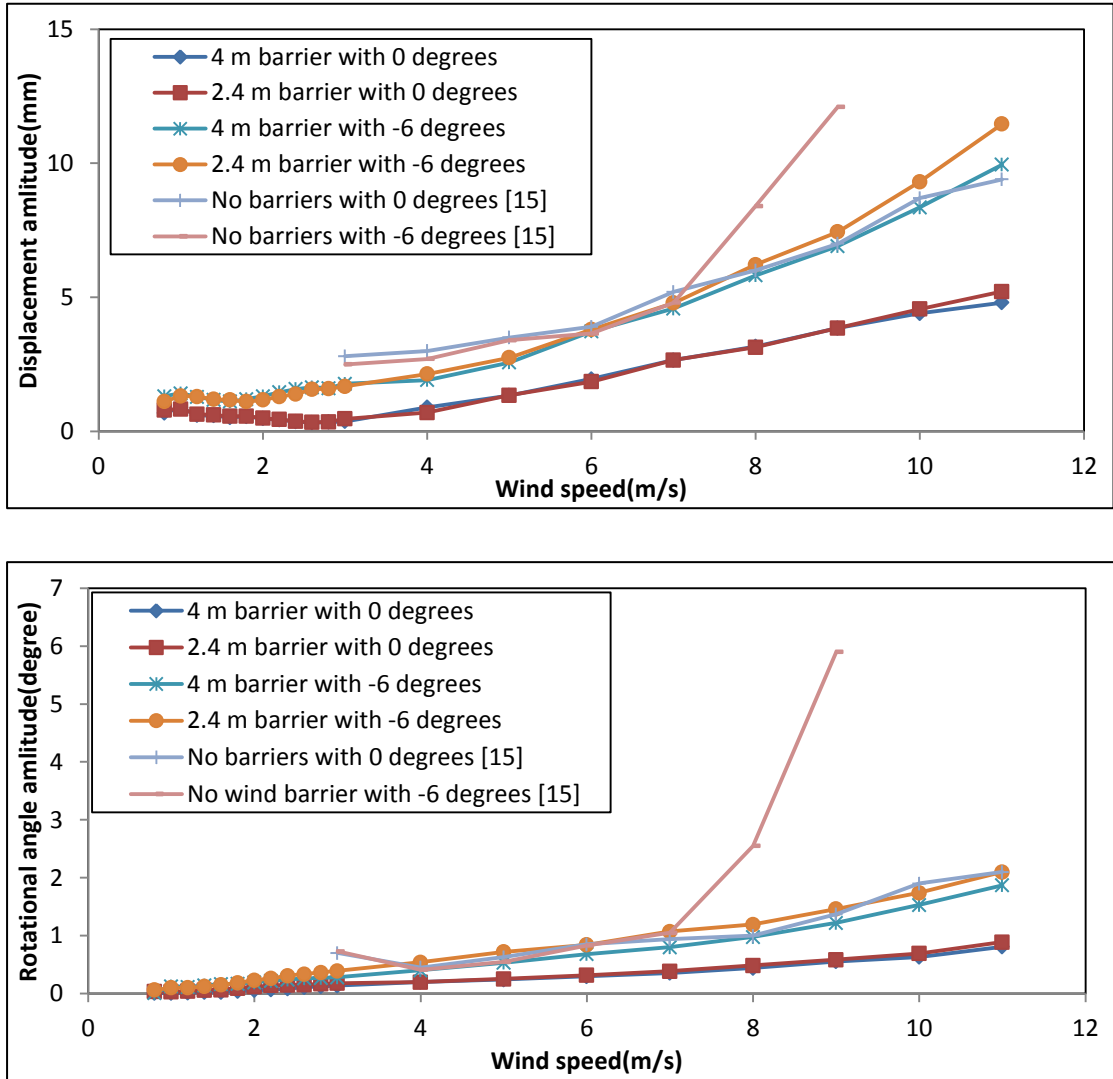 15
10
5
0
Displacement amlitude(mm)
4 m barrier with 0 degrees
2.4 m barrier with 0 degrees
4 m barrier with -6 degrees
2.4 m barrier with -6 degrees
No barriers with 0 degrees [15]
No barriers with -6 degrees [15]
0 2 4 6 8 10 12
Wind speed(m/s)
7
6
5
4
3
2
1
0
Rotational angle amlitude(degree)
4 m barrier with 0 degrees
2.4 m barrier with 0 degrees
4 m barrier with -6 degrees
2.4 m barrier with -6 degrees
No barriers with 0 degrees [15]
No wind barrier with -6 degrees [15]
0 2 4 6 8 10 12
Wind speed(m/s)